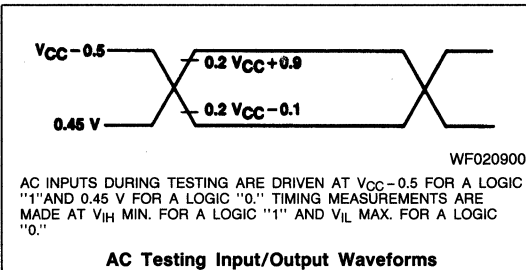 VCC−0.5
0.2 VCC+0.9
0.2 VCC−0.1
0.45 V
WF020900
AC INPUTS DURING TESTING ARE DRIVEN AT VCC−0.5 FOR A LOGIC
"1"AND 0.45 V FOR A LOGIC "0." TIMING MEASUREMENTS ARE
MADE AT VIH MIN. FOR A LOGIC "1" AND VIL MAX. FOR A LOGIC
"0."
AC Testing Input/Output Waveforms